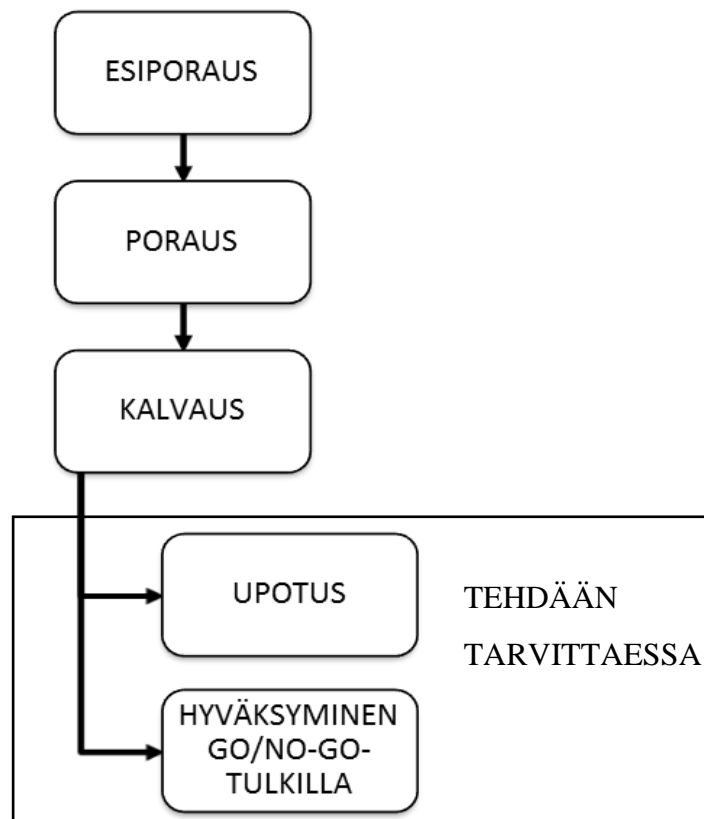 ESIPORAUS
PORAUS
KALVAUS
UPOTUS
TEHDÄÄN
TARVITTAESSA
HYVÄKSYMINEN
GO/NO-GO-
TULKILLA